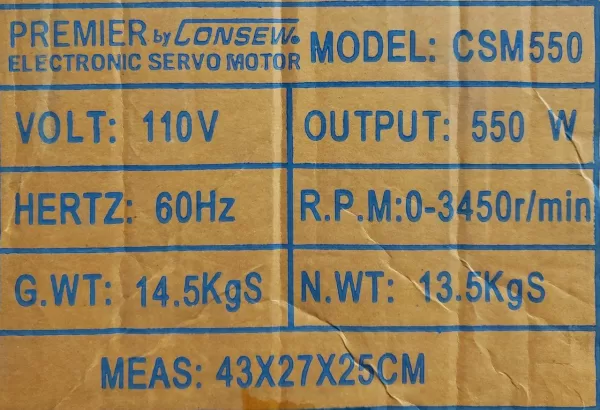 PREMIER by CONSEW®
ELECTRONIC SERVO MOTOR
MODEL: CSM550
VOLT: 110V
OUTPUT: 550 W
HERTZ: 60Hz
R.P.M:0-3450r/min
G.WT: 14.5KgS
N.WT: 13.5KgS
MEAS: 43X27X25CM